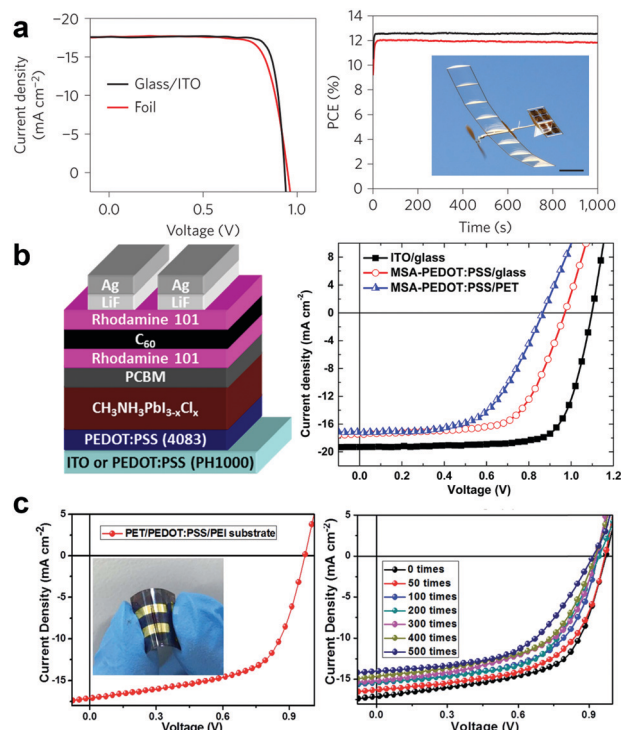 a
-20
-15
-10
-5
0
Current density
(mA cm⁻²)
Glass/ITO
Foil
0.0
0.5
1.0
Voltage (V)
14
12
10
8
6
4
2
0
PCE (%)
0
200
400
600
800
1,000
Time (s)
b
Ag
Ag
LiF
LiF
Rhodamine 101
C₆₀
Rhodamine 101
PCBM
CH₃NH₃PbI₃₋ₓClₓ
PEDOT:PSS (4083)
ITO or PEDOT:PSS (PH1000)
8
4
0
-4
-8
-12
-16
-20
Current density (mA cm⁻²)
ITO/glass
MSA-PEDOT:PSS/glass
MSA-PEDOT:PSS/PET
0.0
0.2
0.4
0.6
0.8
1.0
1.2
Voltage (V)
c
5
0
-5
-10
-15
Current Density (mA cm⁻²)
PET/PEDOT:PSS/PEI substrate
0.0
0.3
0.6
0.9
Voltage (V)
5
0
-5
-10
-15
Current Density (mA cm⁻²)
0 times
50 times
100 times
200 times
300 times
400 times
500 times
0.0
0.3
0.6
0.9
Voltage (V)